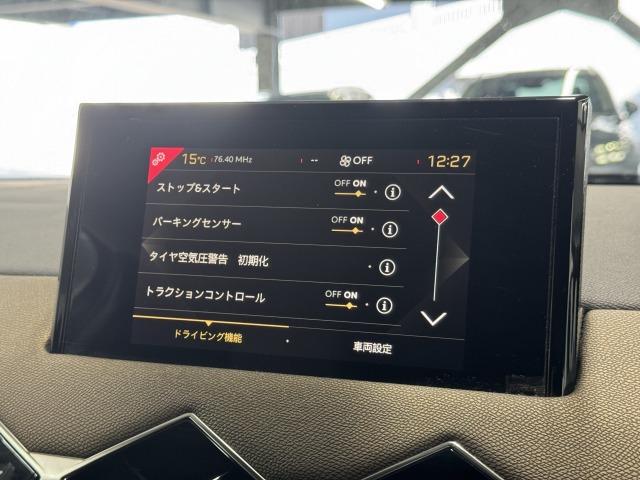 15℃ 76.40 MHz -- OFF 12:27
ストップ&スタート OFF ON
パーキングセンサー OFF ON
タイヤ空気圧警告 初期化
トラクションコントロール OFF ON
ドライビング機能 車両設定